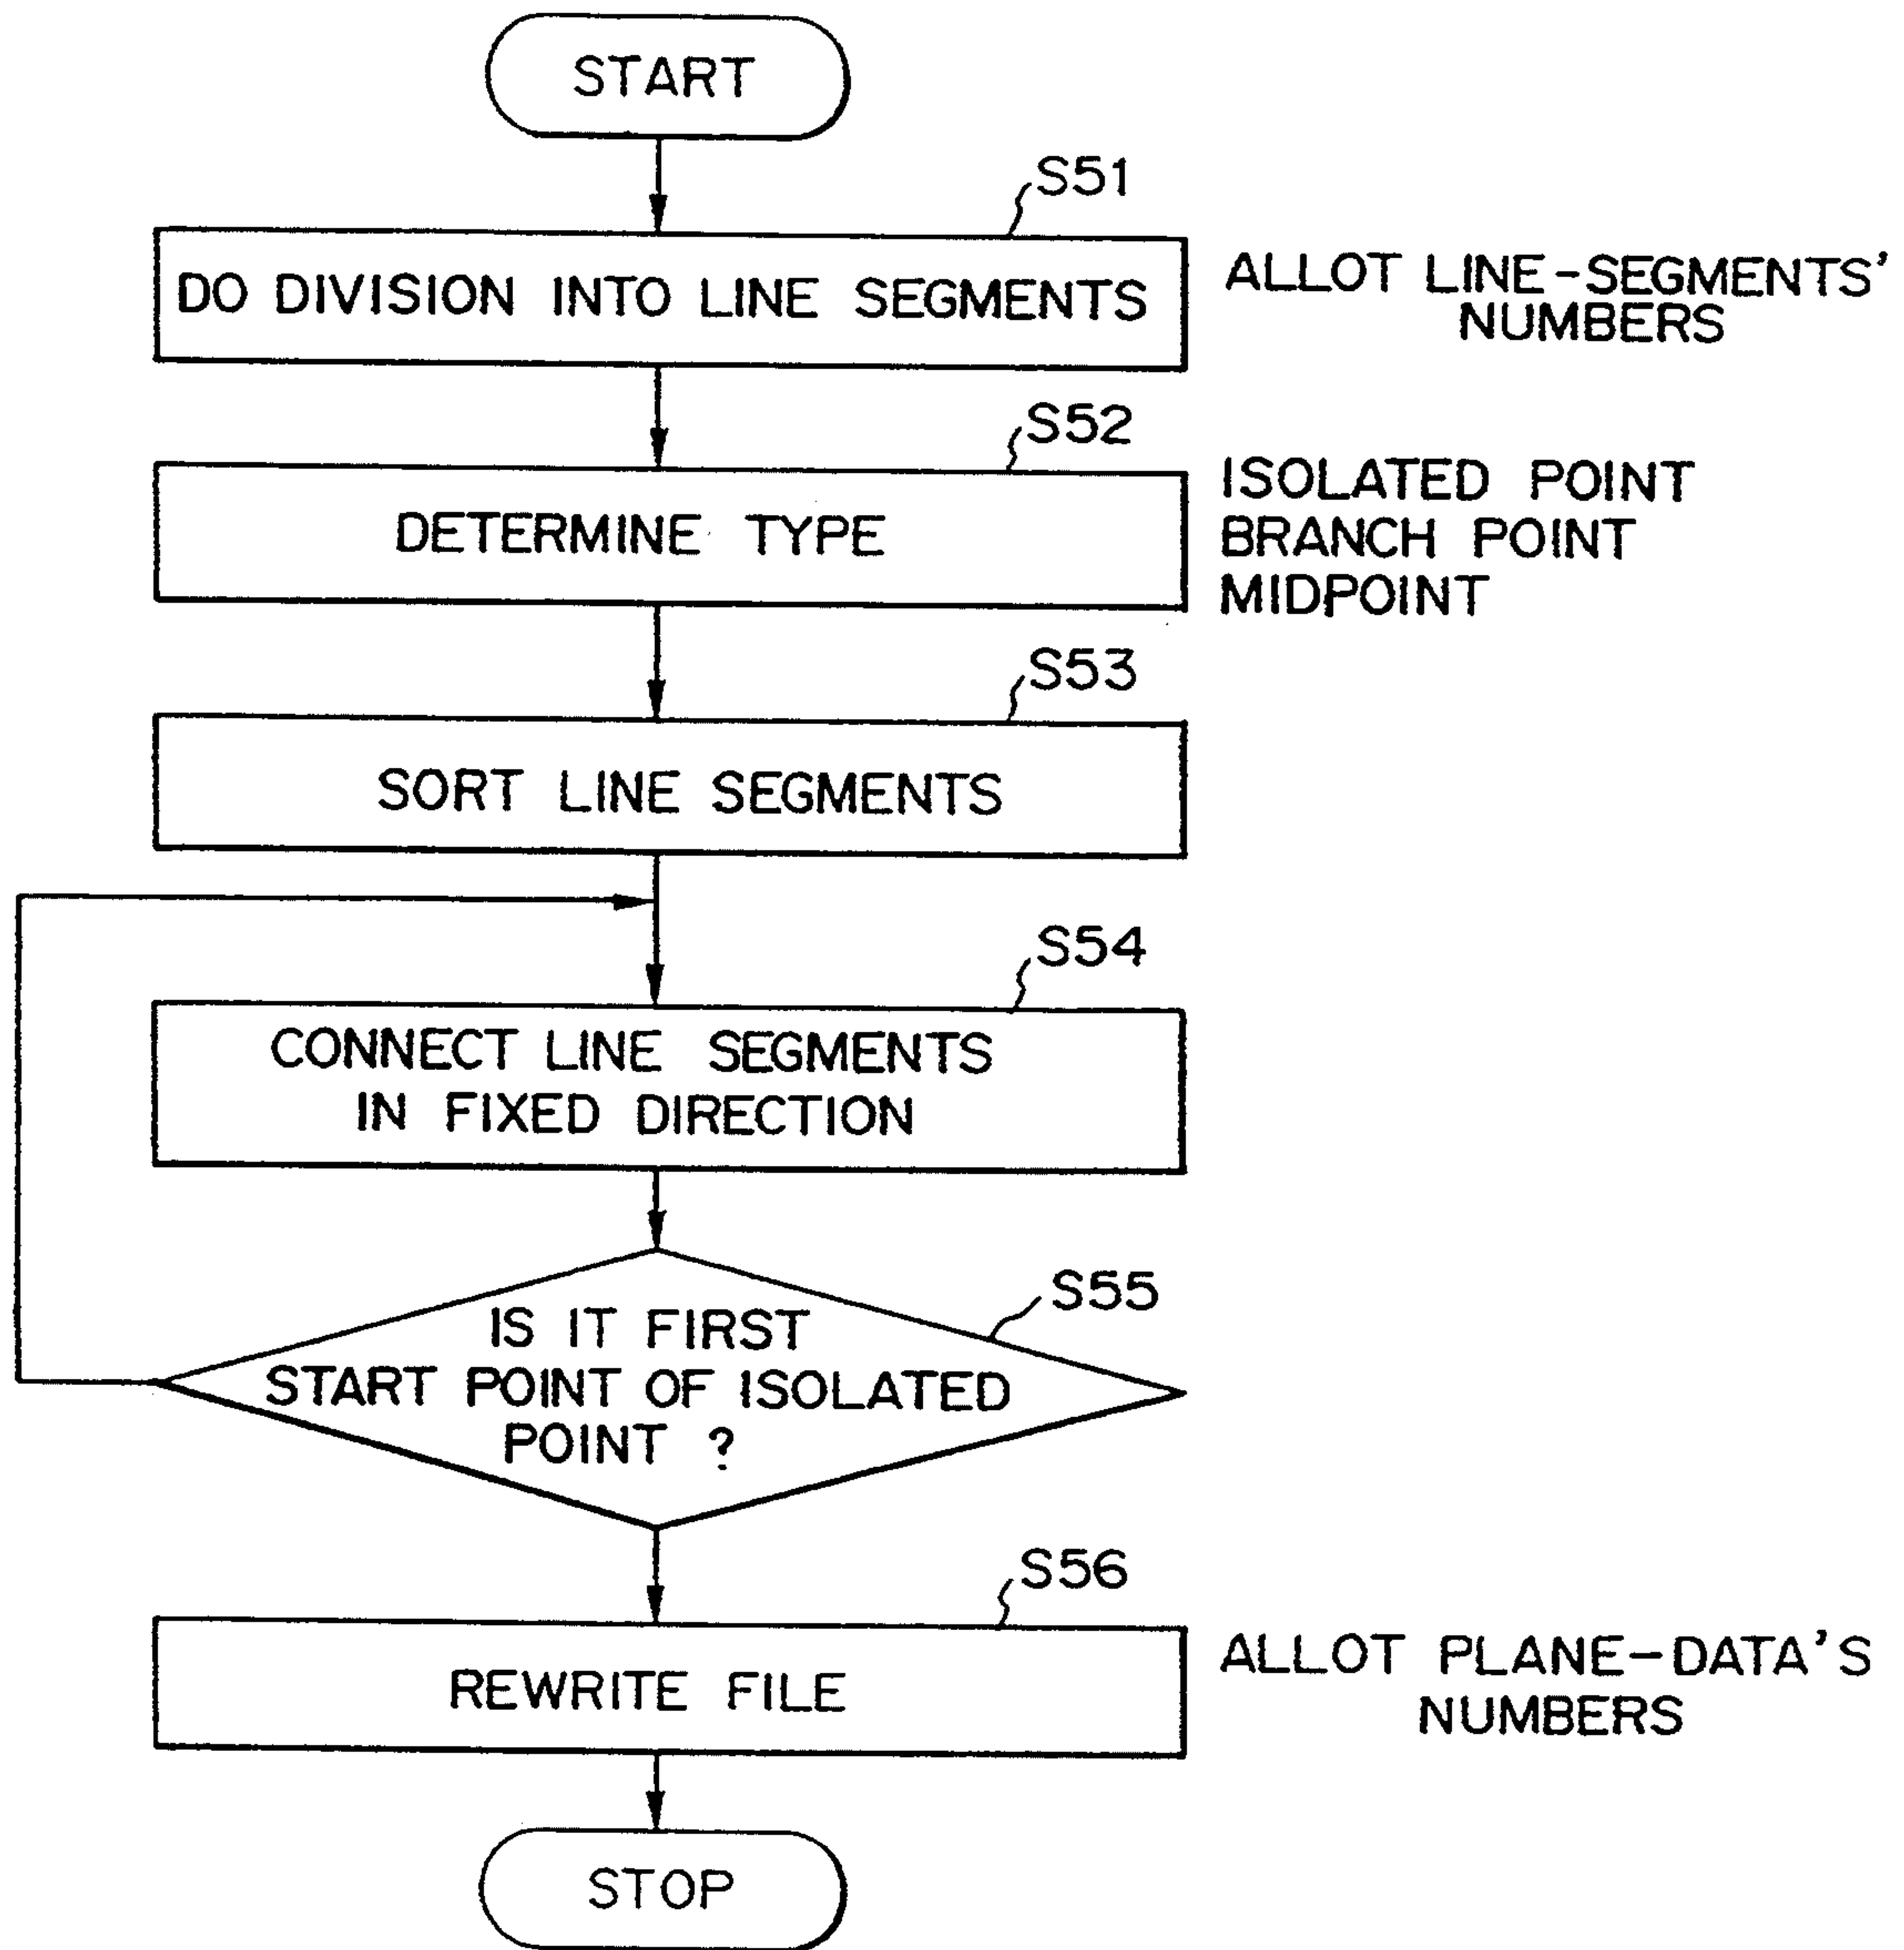 START
S51
DO DIVISION INTO LINE SEGMENTS
ALLOT LINE-SEGMENTS'
NUMBERS
S52
DETERMINE TYPE
ISOLATED POINT
BRANCH POINT
MIDPOINT
S53
SORT LINE SEGMENTS
S54
CONNECT LINE SEGMENTS
IN FIXED DIRECTION
S55
IS IT FIRST
START POINT OF ISOLATED
POINT ?
S56
REWRITE FILE
ALLOT PLANE-DATA'S
NUMBERS
STOP